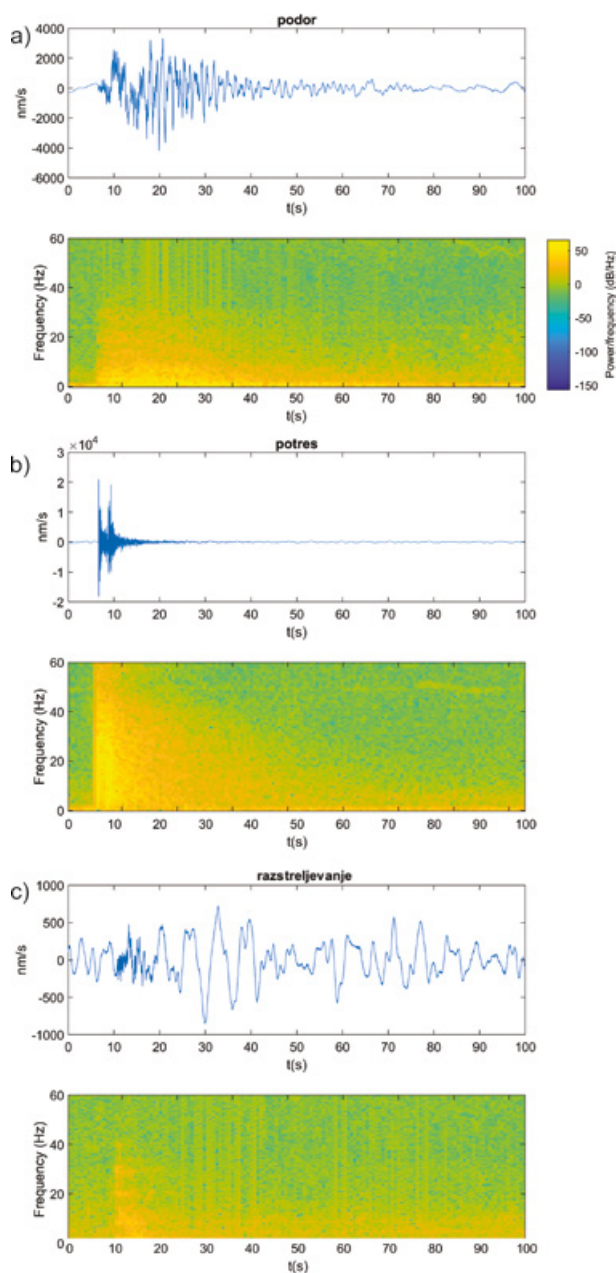 a)
podor
4000
2000
0
-2000
-4000
-6000
nm/s
0 10 20 30 40 50 60 70 80 90 100
t(s)
60
40
20
0
Frequency (Hz)
0 10 20 30 40 50 60 70 80 90 100
t(s)
50
0
-50
-100
-150
Power/frequency (dB/Hz)
b)
potres
×10⁴
3
2
1
0
-1
-2
nm/s
0 10 20 30 40 50 60 70 80 90 100
t(s)
60
40
20
0
Frequency (Hz)
0 10 20 30 40 50 60 70 80 90 100
t(s)
c)
razstreljevanje
1000
500
0
-500
-1000
nm/s
0 10 20 30 40 50 60 70 80 90 100
t(s)
60
40
20
0
Frequency (Hz)
0 10 20 30 40 50 60 70 80 90 100
t(s)